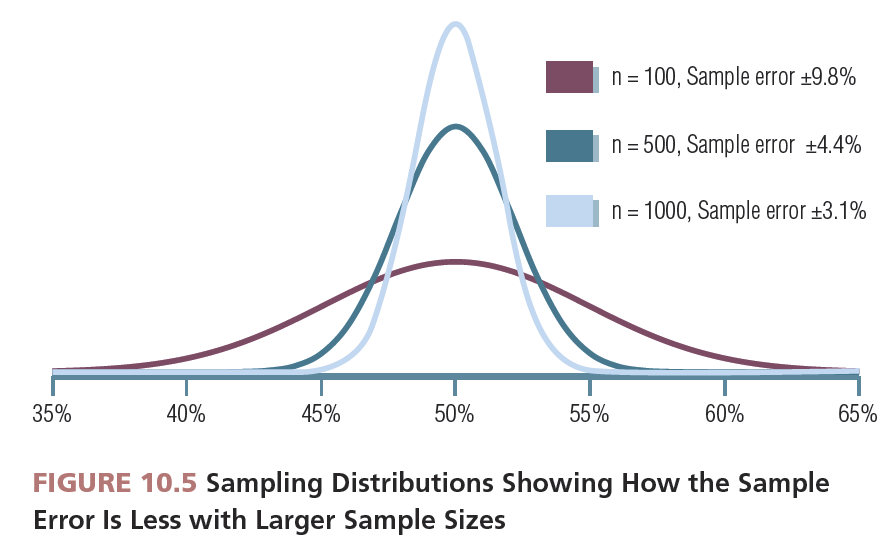 n = 100, Sample error ±9.8%
n = 500, Sample error ±4.4%
n = 1000, Sample error ±3.1%
35% 40% 45% 50% 55% 60% 65%
FIGURE 10.5 Sampling Distributions Showing How the Sample
Error Is Less with Larger Sample Sizes